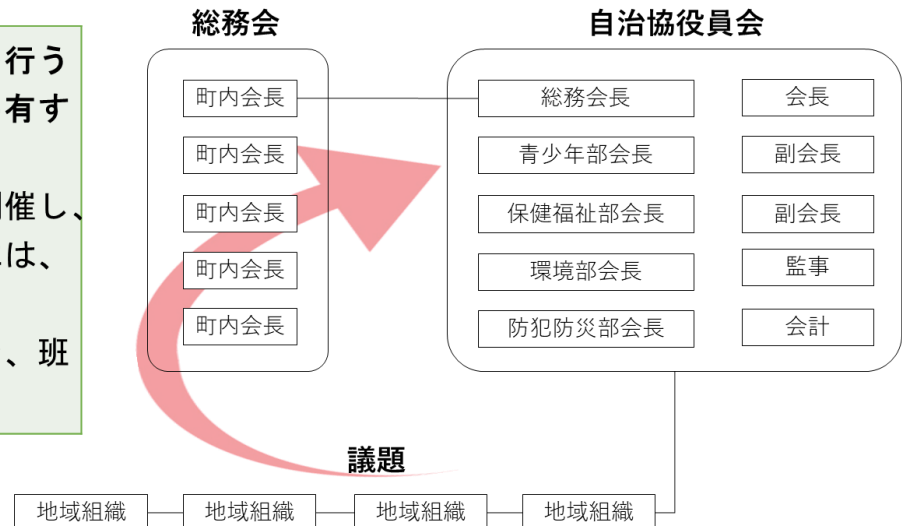 行う
有す
開催し、
は、
、班
総務会
町内会長
町内会長
町内会長
町内会長
町内会長
自治協役員会
総務会長
青少年部会長
保健福祉部会長
環境部会長
防犯防災部会長
会長
副会長
副会長
監事
会計
議題
地域組織
地域組織
地域組織
地域組織